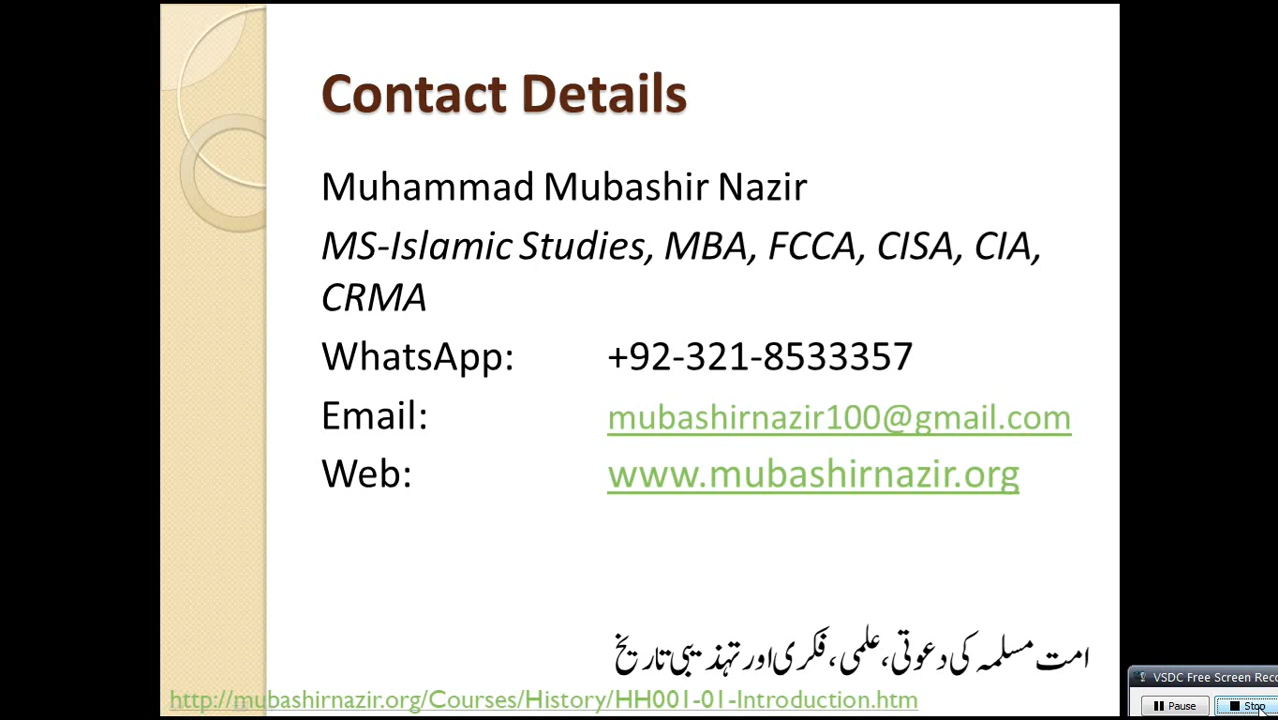 Contact Details
Muhammad Mubashir Nazir
MS-Islamic Studies, MBA, FCCA, CISA, CIA,
CRMA
WhatsApp: +92-321-8533357
Email: mubashirnazir100@gmail.com
Web: www.mubashirnazir.org
امت مسلمہ کی دعوتی، علمی، فکری اور تہذیبی تاریخ
http://mubashirnazir.org/Courses/History/HH001-01-Introduction.htm
VSDC Free Screen Reco
Pause Stop